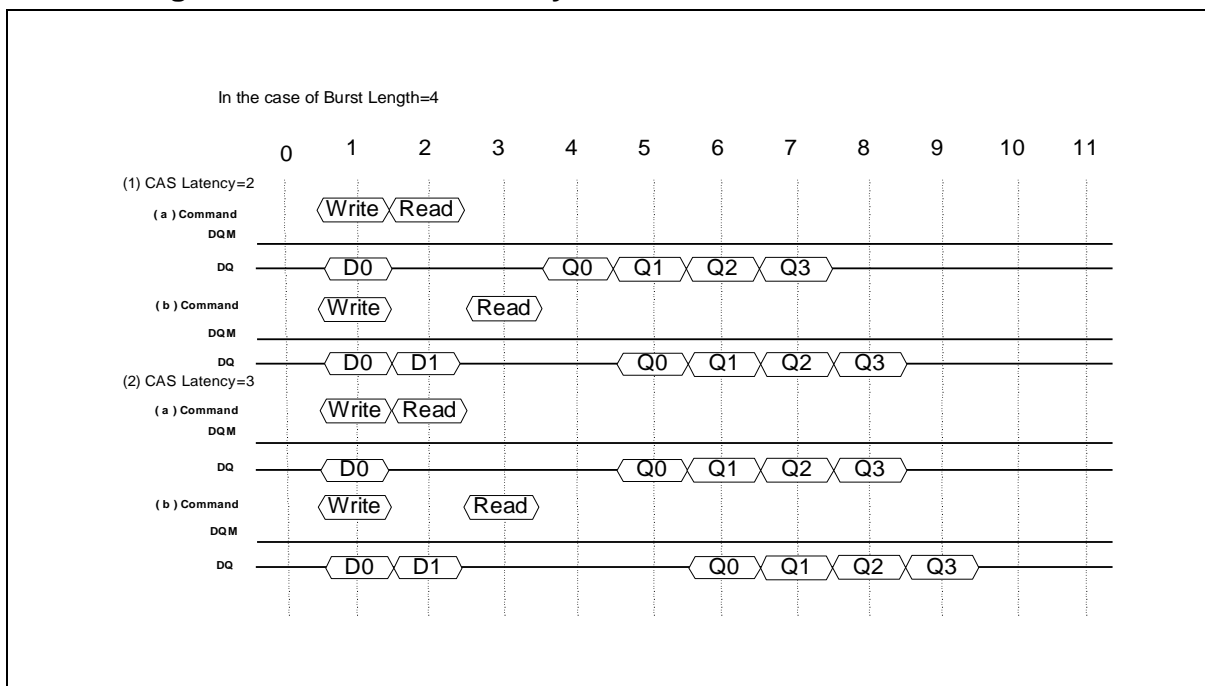 In the case of Burst Length=4
0 1 2 3 4 5 6 7 8 9 10 11
(1) CAS Latency=2
( a ) Command Write Read
DQM
DQ D0 Q0 Q1 Q2 Q3
( b ) Command Write Read
DQM
DQ D0 D1 Q0 Q1 Q2 Q3
(2) CAS Latency=3
( a ) Command Write Read
DQM
DQ D0 Q0 Q1 Q2 Q3
( b ) Command Write Read
DQM
DQ D0 D1 Q0 Q1 Q2 Q3